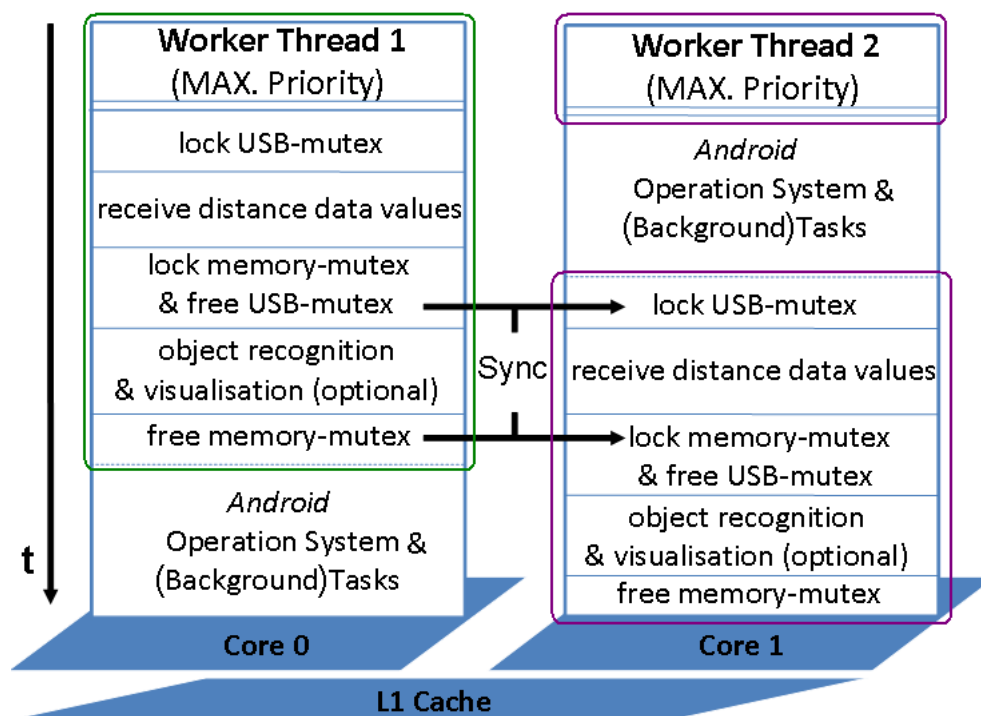 Worker Thread 1
(MAX. Priority)
lock USB-mutex
receive distance data values
lock memory-mutex
& free USB-mutex
object recognition
& visualisation (optional)
free memory-mutex
Android
Operation System &
(Background)Tasks
Core 0
t
Sync
Worker Thread 2
(MAX. Priority)
Android
Operation System &
(Background)Tasks
lock USB-mutex
receive distance data values
lock memory-mutex
& free USB-mutex
object recognition
& visualisation (optional)
free memory-mutex
Core 1
L1 Cache